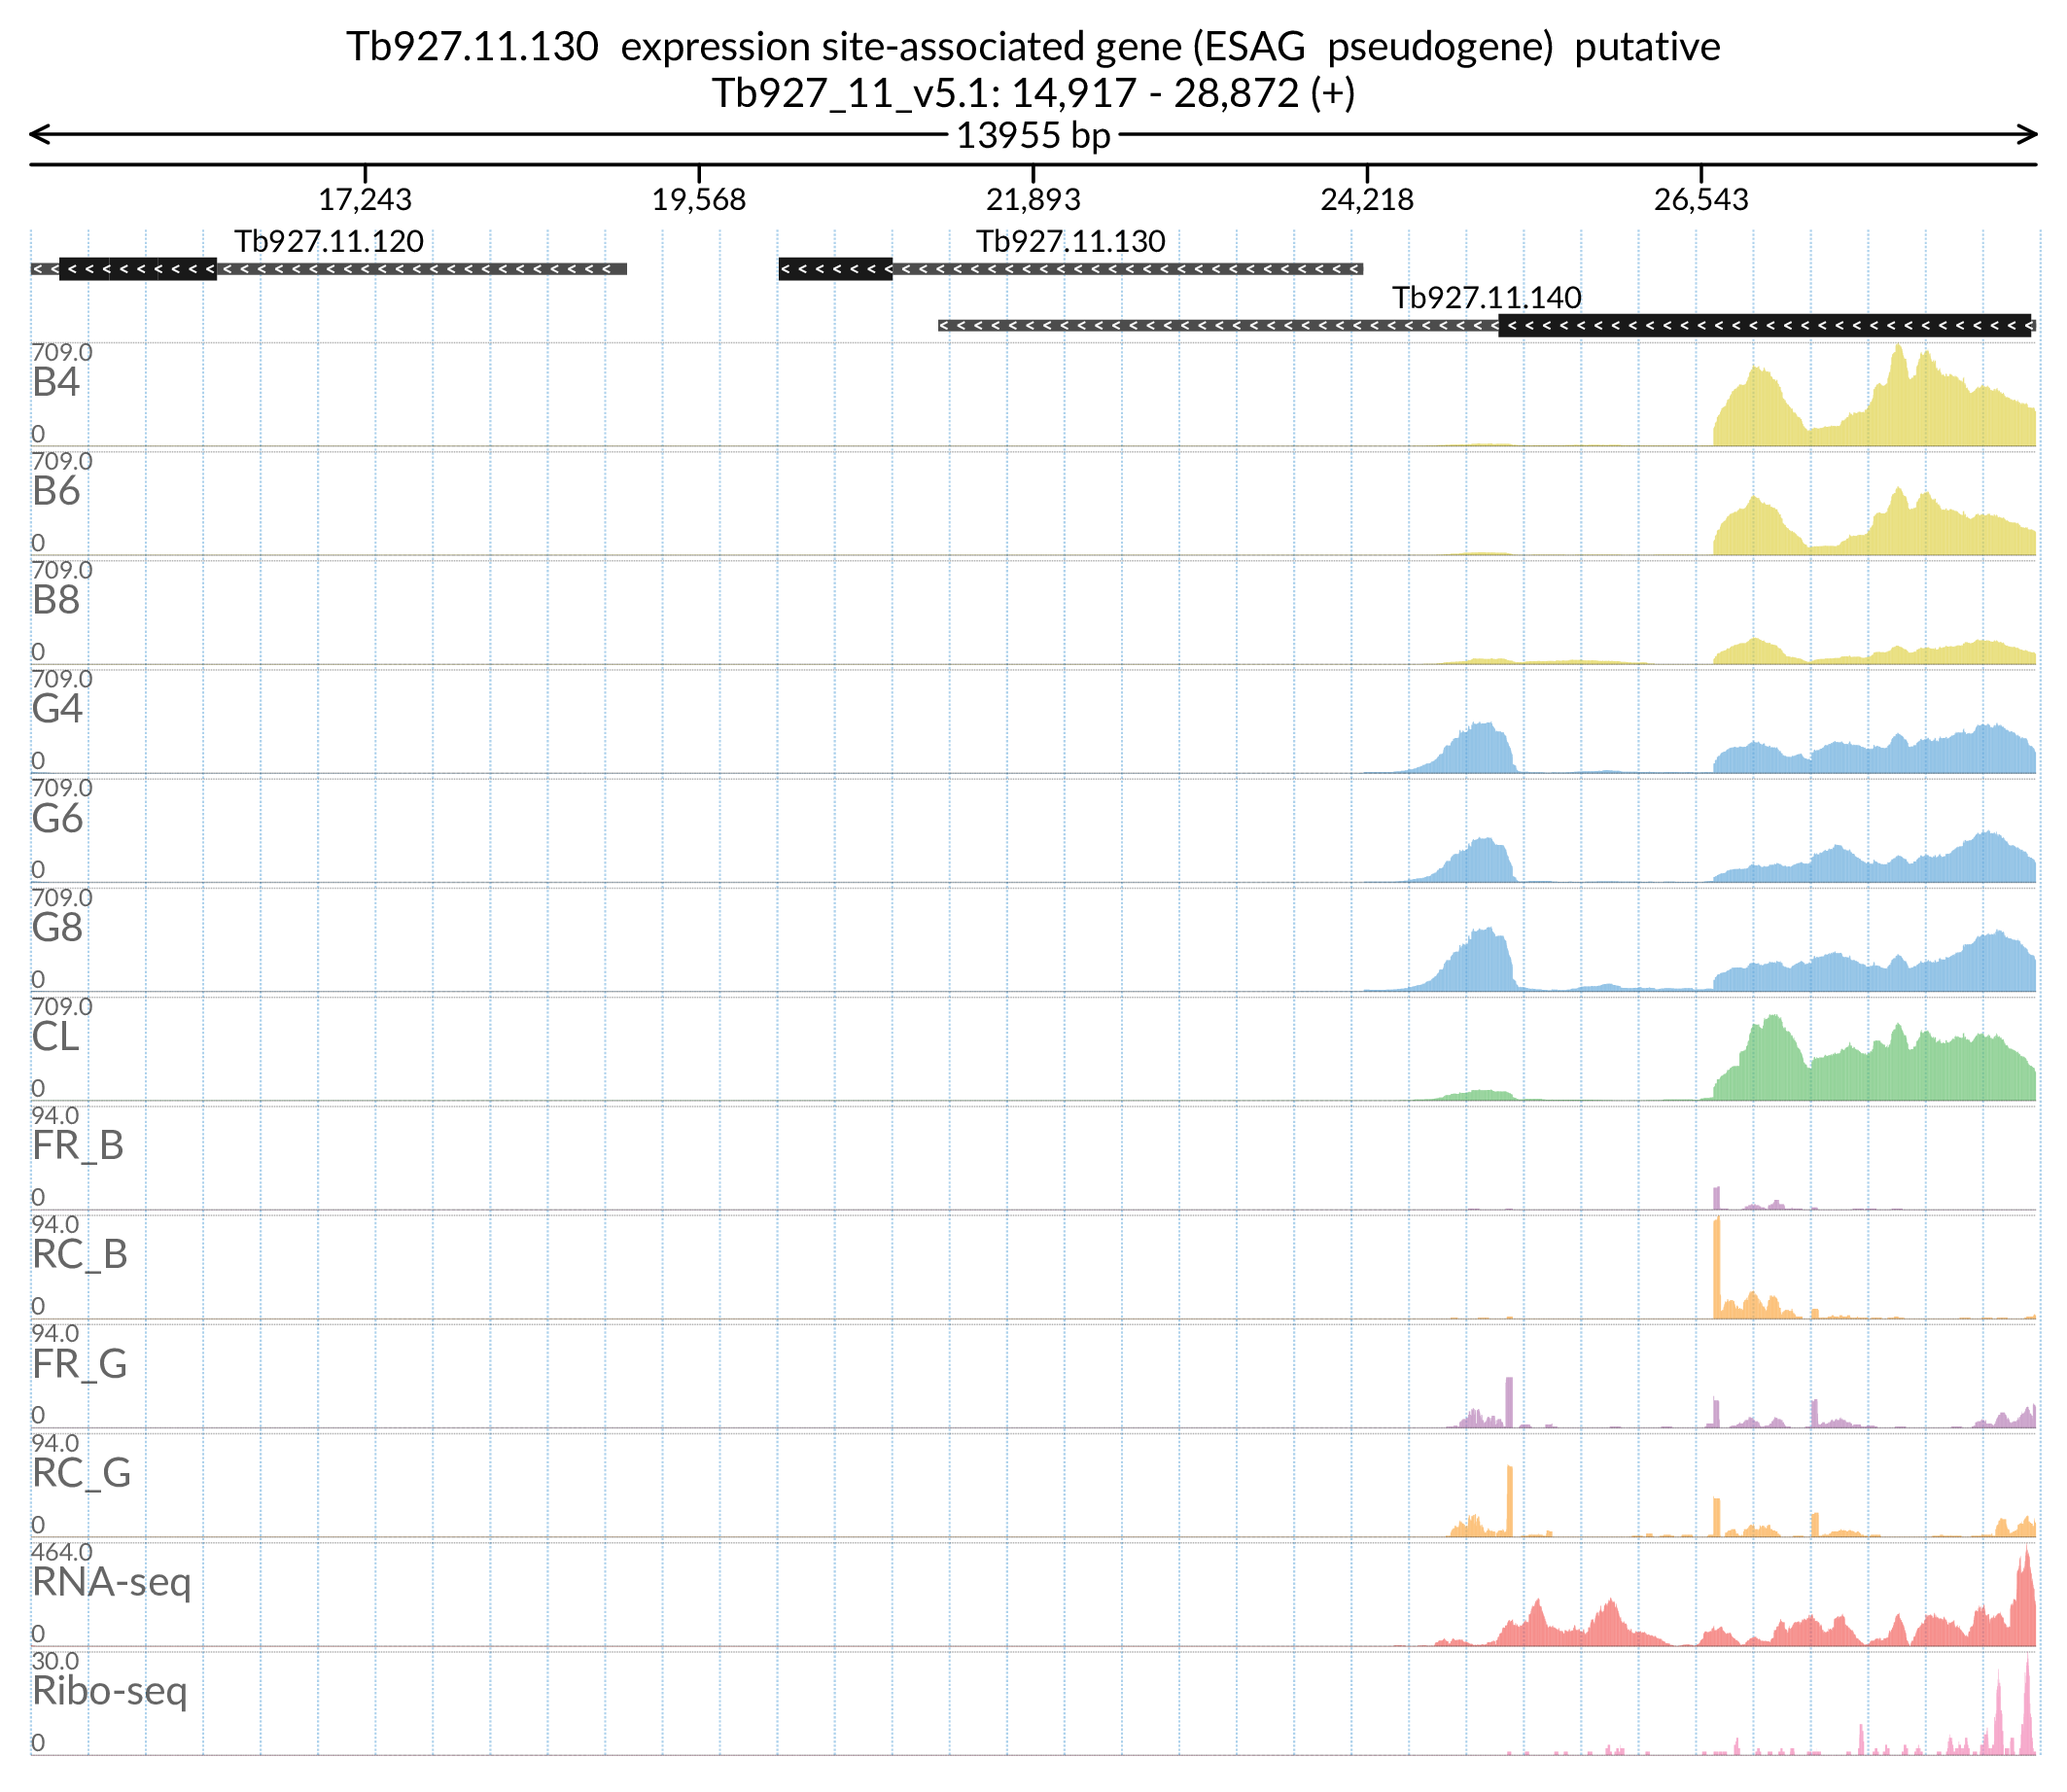 Tb927.11.130 expression site-associated gene (ESAG pseudogene) putative
Tb927_11_v5.1: 14,917 - 28,872 (+)
13955 bp
17,243 19,568 21,893 24,218 26,543
Tb927.11.120 Tb927.11.130
Tb927.11.140
709.0
B4
0
709.0
B6
0
709.0
B8
0
709.0
G4
0
709.0
G6
0
709.0
G8
0
709.0
CL
0
94.0
FR_B
0
94.0
RC_B
0
94.0
FR_G
0
94.0
RC_G
0
464.0
RNA-seq
0
30.0
Ribo-seq
0